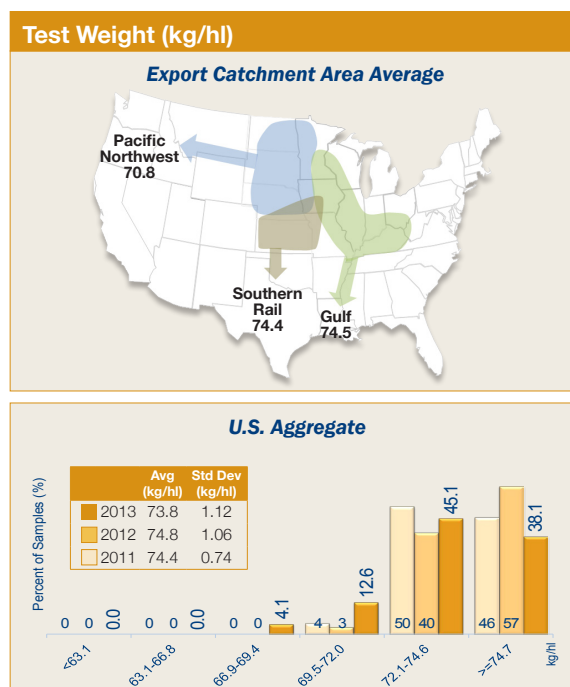 Test Weight (kg/hl)
Export Catchment Area Average
Pacific
Northwest
70.8
Southern
Rail
74.4
Gulf
74.5
U.S. Aggregate
Avg Std Dev
(kg/hl) (kg/hl)
2013 73.8 1.12
2012 74.8 1.06
2011 74.4 0.74
Percent of Samples (%)
0 0 0.0
0 0 0.0
0 0 4.1
4 3 12.6
50 40 45.1
46 57 38.1
<63.1
63.1-66.8
66.9-69.4
69.5-72.0
72.1-74.6
>=74.7
kg/hl